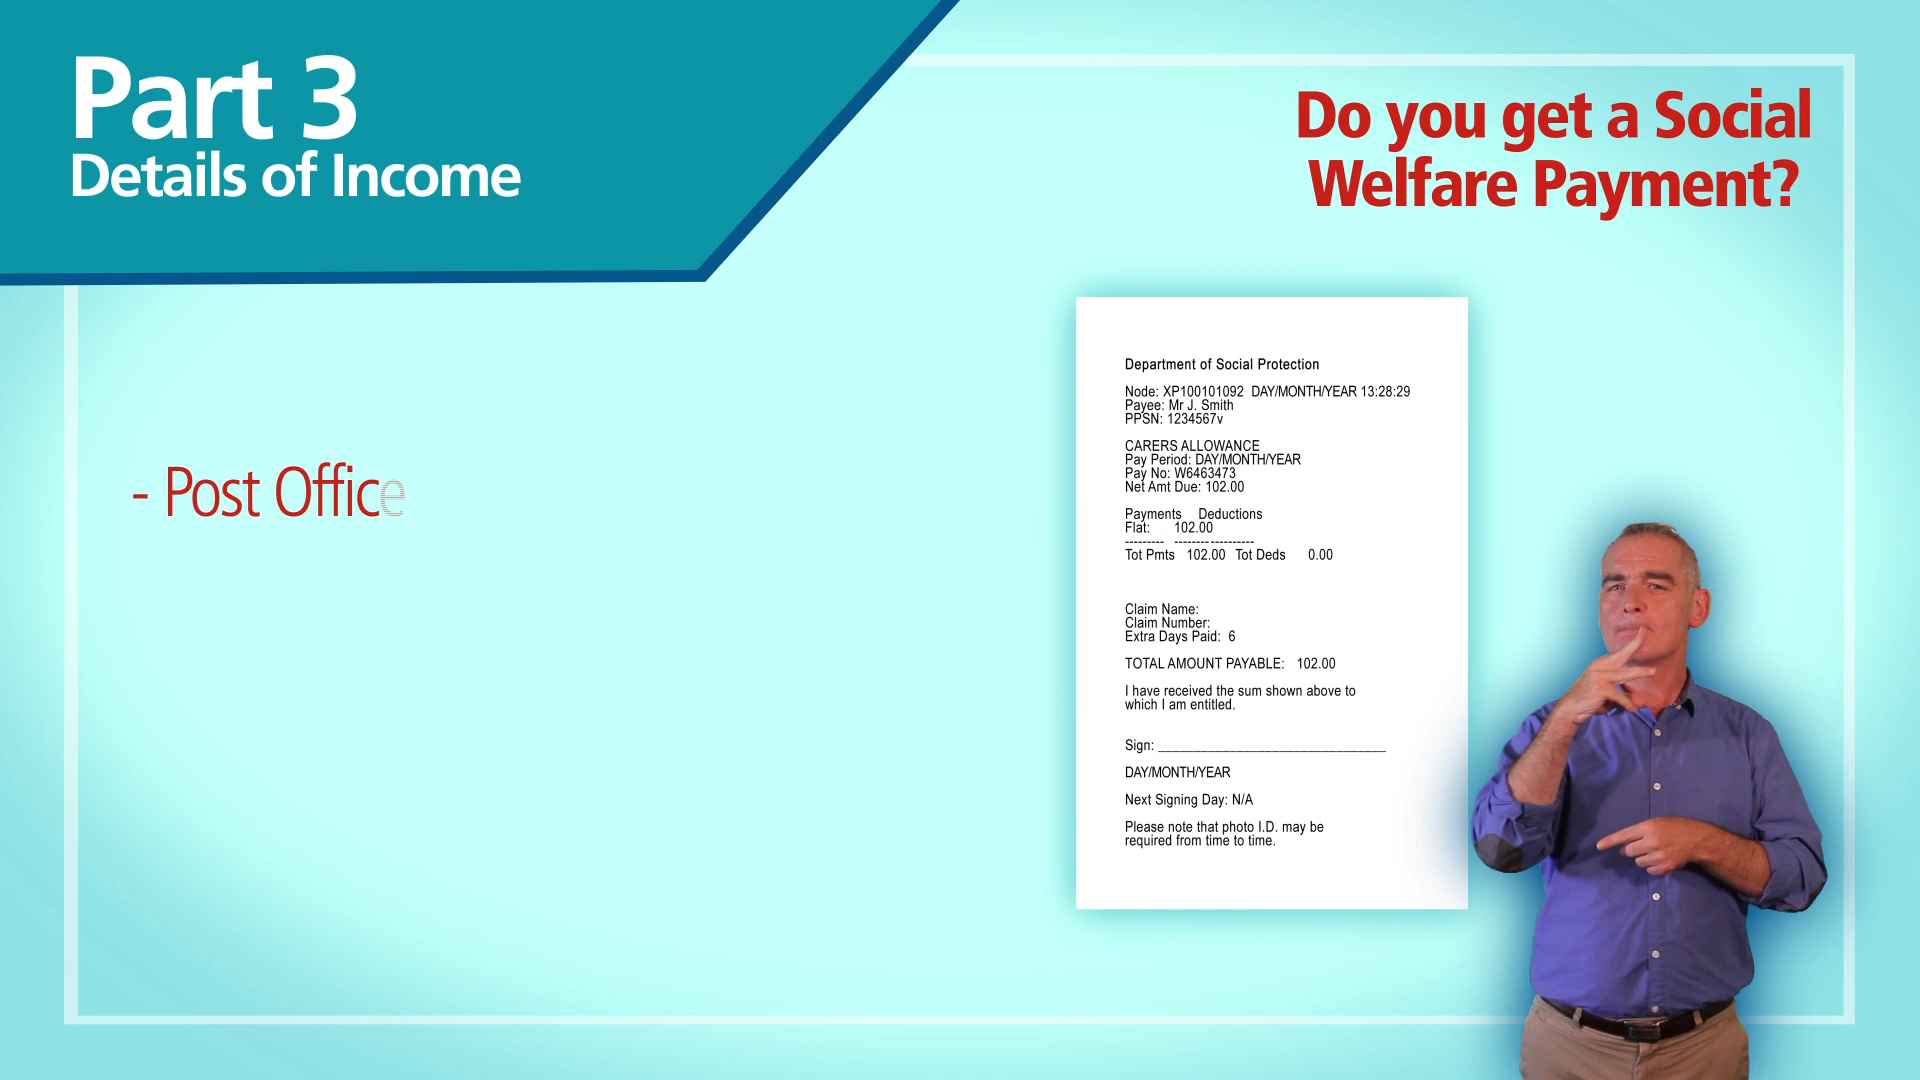 Part 3
Details of Income
Do you get a Social
Welfare Payment?
- Post Office
Department of Social Protection
Node: XP100101092 DAY/MONTH/YEAR 13:28:29
Payee: Mr J. Smith
PPSN: 1234567v
CARERS ALLOWANCE
Pay Period: DAY/MONTH/YEAR
Pay No: W6463473
Net Amt Due: 102.00
Payments Deductions
Flat: 102.00
--------- ------------------
Tot Pmts 102.00 Tot Deds 0.00
Claim Name:
Claim Number:
Extra Days Paid: 6
TOTAL AMOUNT PAYABLE: 102.00
I have received the sum shown above to
which I am entitled.
Sign: ______________________________
DAY/MONTH/YEAR
Next Signing Day: N/A
Please note that photo I.D. may be
required from time to time.